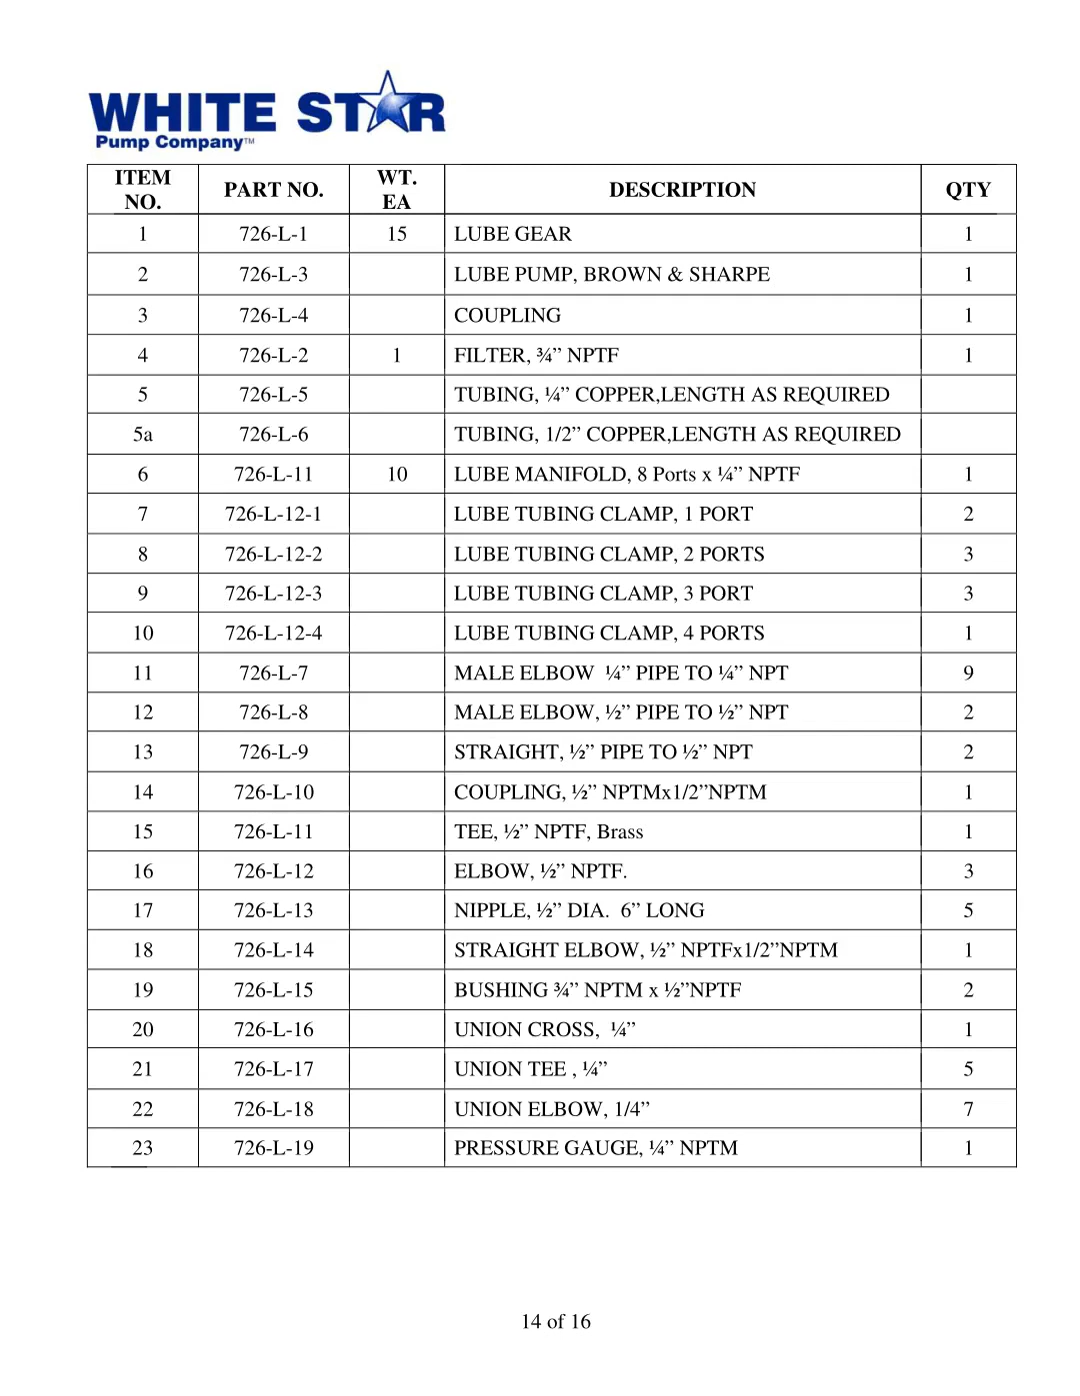 WHITE STAR
Pump Company™
ITEM NO. PART NO. WT. EA DESCRIPTION QTY
1 726-L-1 15 LUBE GEAR 1
2 726-L-3 LUBE PUMP, BROWN & SHARPE 1
3 726-L-4 COUPLING 1
4 726-L-2 1 FILTER, ¾” NPTF 1
5 726-L-5 TUBING, ¼” COPPER,LENGTH AS REQUIRED
5a 726-L-6 TUBING, 1/2” COPPER,LENGTH AS REQUIRED
6 726-L-11 10 LUBE MANIFOLD, 8 Ports x ¼” NPTF 1
7 726-L-12-1 LUBE TUBING CLAMP, 1 PORT 2
8 726-L-12-2 LUBE TUBING CLAMP, 2 PORTS 3
9 726-L-12-3 LUBE TUBING CLAMP, 3 PORT 3
10 726-L-12-4 LUBE TUBING CLAMP, 4 PORTS 1
11 726-L-7 MALE ELBOW ¼” PIPE TO ¼” NPT 9
12 726-L-8 MALE ELBOW, ½” PIPE TO ½” NPT 2
13 726-L-9 STRAIGHT, ½” PIPE TO ½” NPT 2
14 726-L-10 COUPLING, ½” NPTMx1/2”NPTM 1
15 726-L-11 TEE, ½” NPTF, Brass 1
16 726-L-12 ELBOW, ½” NPTF. 3
17 726-L-13 NIPPLE, ½” DIA. 6” LONG 5
18 726-L-14 STRAIGHT ELBOW, ½” NPTFx1/2”NPTM 1
19 726-L-15 BUSHING ¾” NPTM x ½”NPTF 2
20 726-L-16 UNION CROSS, ¼” 1
21 726-L-17 UNION TEE , ¼” 5
22 726-L-18 UNION ELBOW, 1/4” 7
23 726-L-19 PRESSURE GAUGE, ¼” NPTM 1
14 of 16